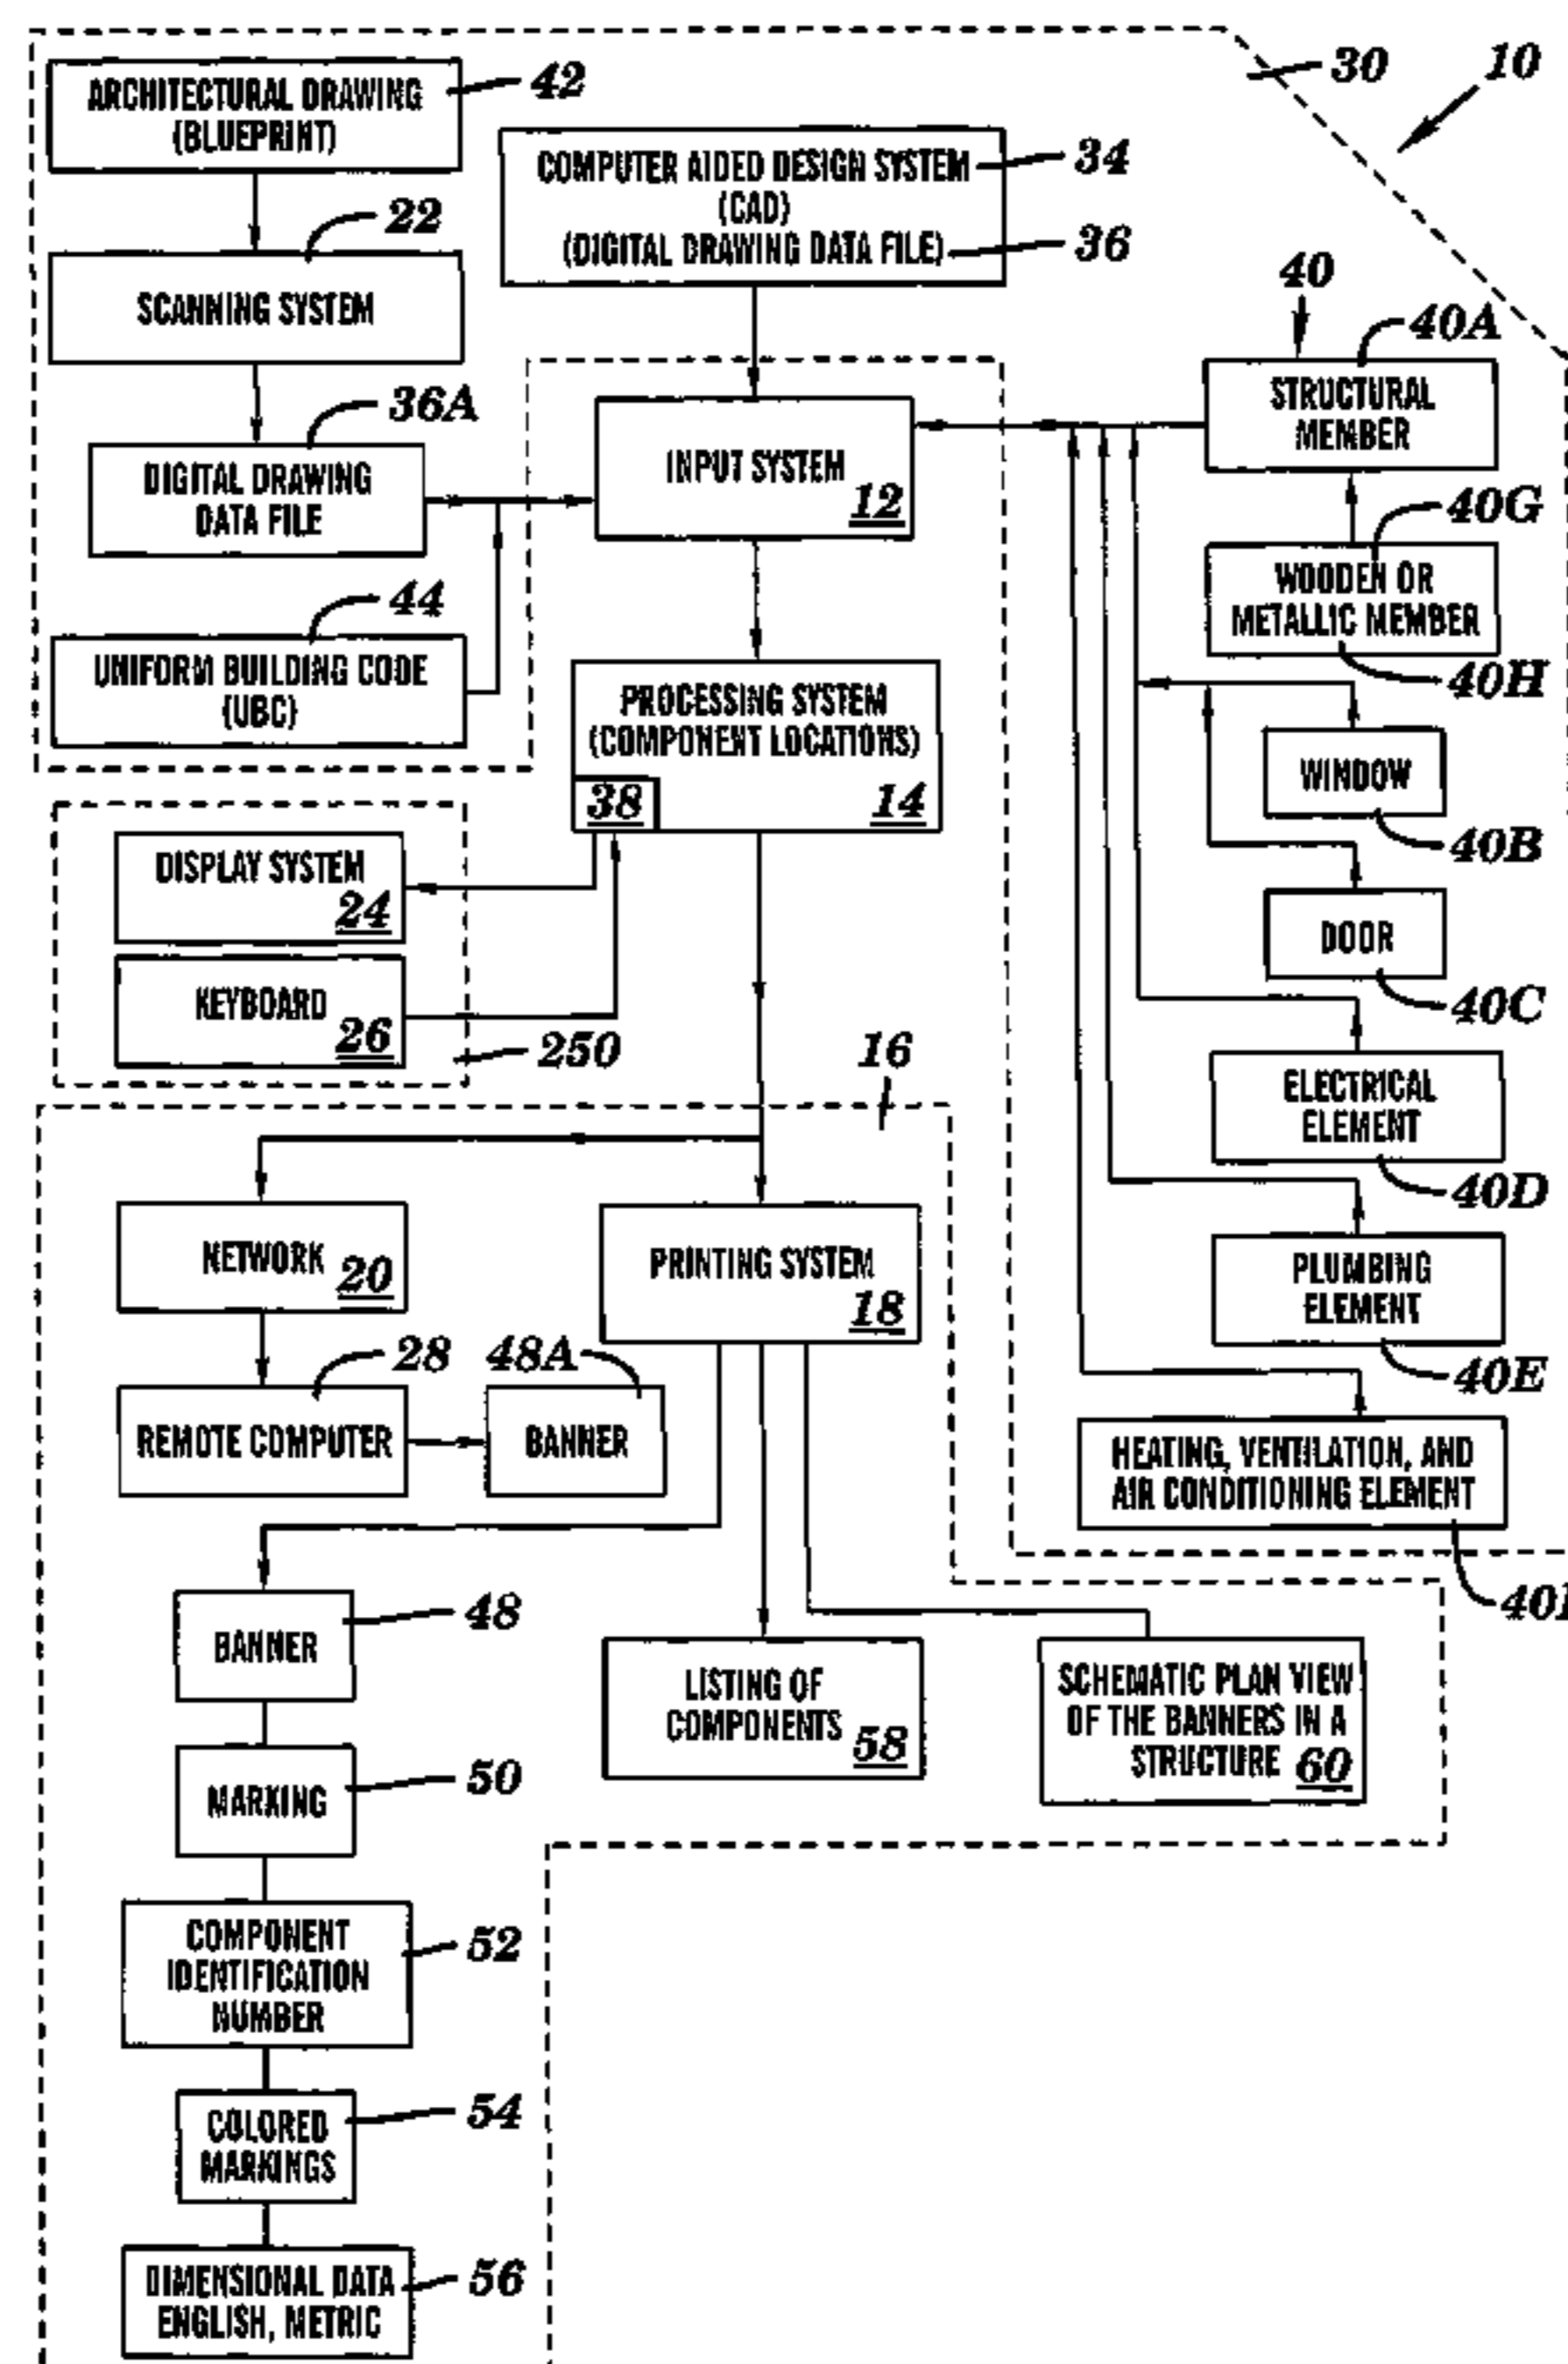 30
10
ARCHITECTURAL DRAWING
(BLUEPRINT)
42
COMPUTER AIDED DESIGN SYSTEM
(CAD)
(DIGITAL DRAWING DATA FILE)
34
36
22
SCANNING SYSTEM
36A
DIGITAL DRAWING
DATA FILE
44
UNIFORM BUILDING CODE
(UBC)
INPUT SYSTEM
12
PROCESSING SYSTEM
(COMPONENT LOCATIONS)
38
14
DISPLAY SYSTEM
24
KEYBOARD
26
250
40
40A
STRUCTURAL
MEMBER
40G
WOODEN OR
METALLIC MEMBER
40H
WINDOW
40B
DOOR
40C
ELECTRICAL
ELEMENT
40D
PLUMBING
ELEMENT
40E
HEATING, VENTILATION, AND
AIR CONDITIONING ELEMENT
16
NETWORK
20
PRINTING SYSTEM
18
28
REMOTE COMPUTER
48A
BANNER
BANNER
48
MARKING
50
COMPONENT
IDENTIFICATION
NUMBER
52
COLORED
MARKINGS
54
DIMENSIONAL DATA
ENGLISH, METRIC
56
LISTING OF
COMPONENTS
58
SCHEMATIC PLAN VIEW
OF THE BANNERS IN A
STRUCTURE
60